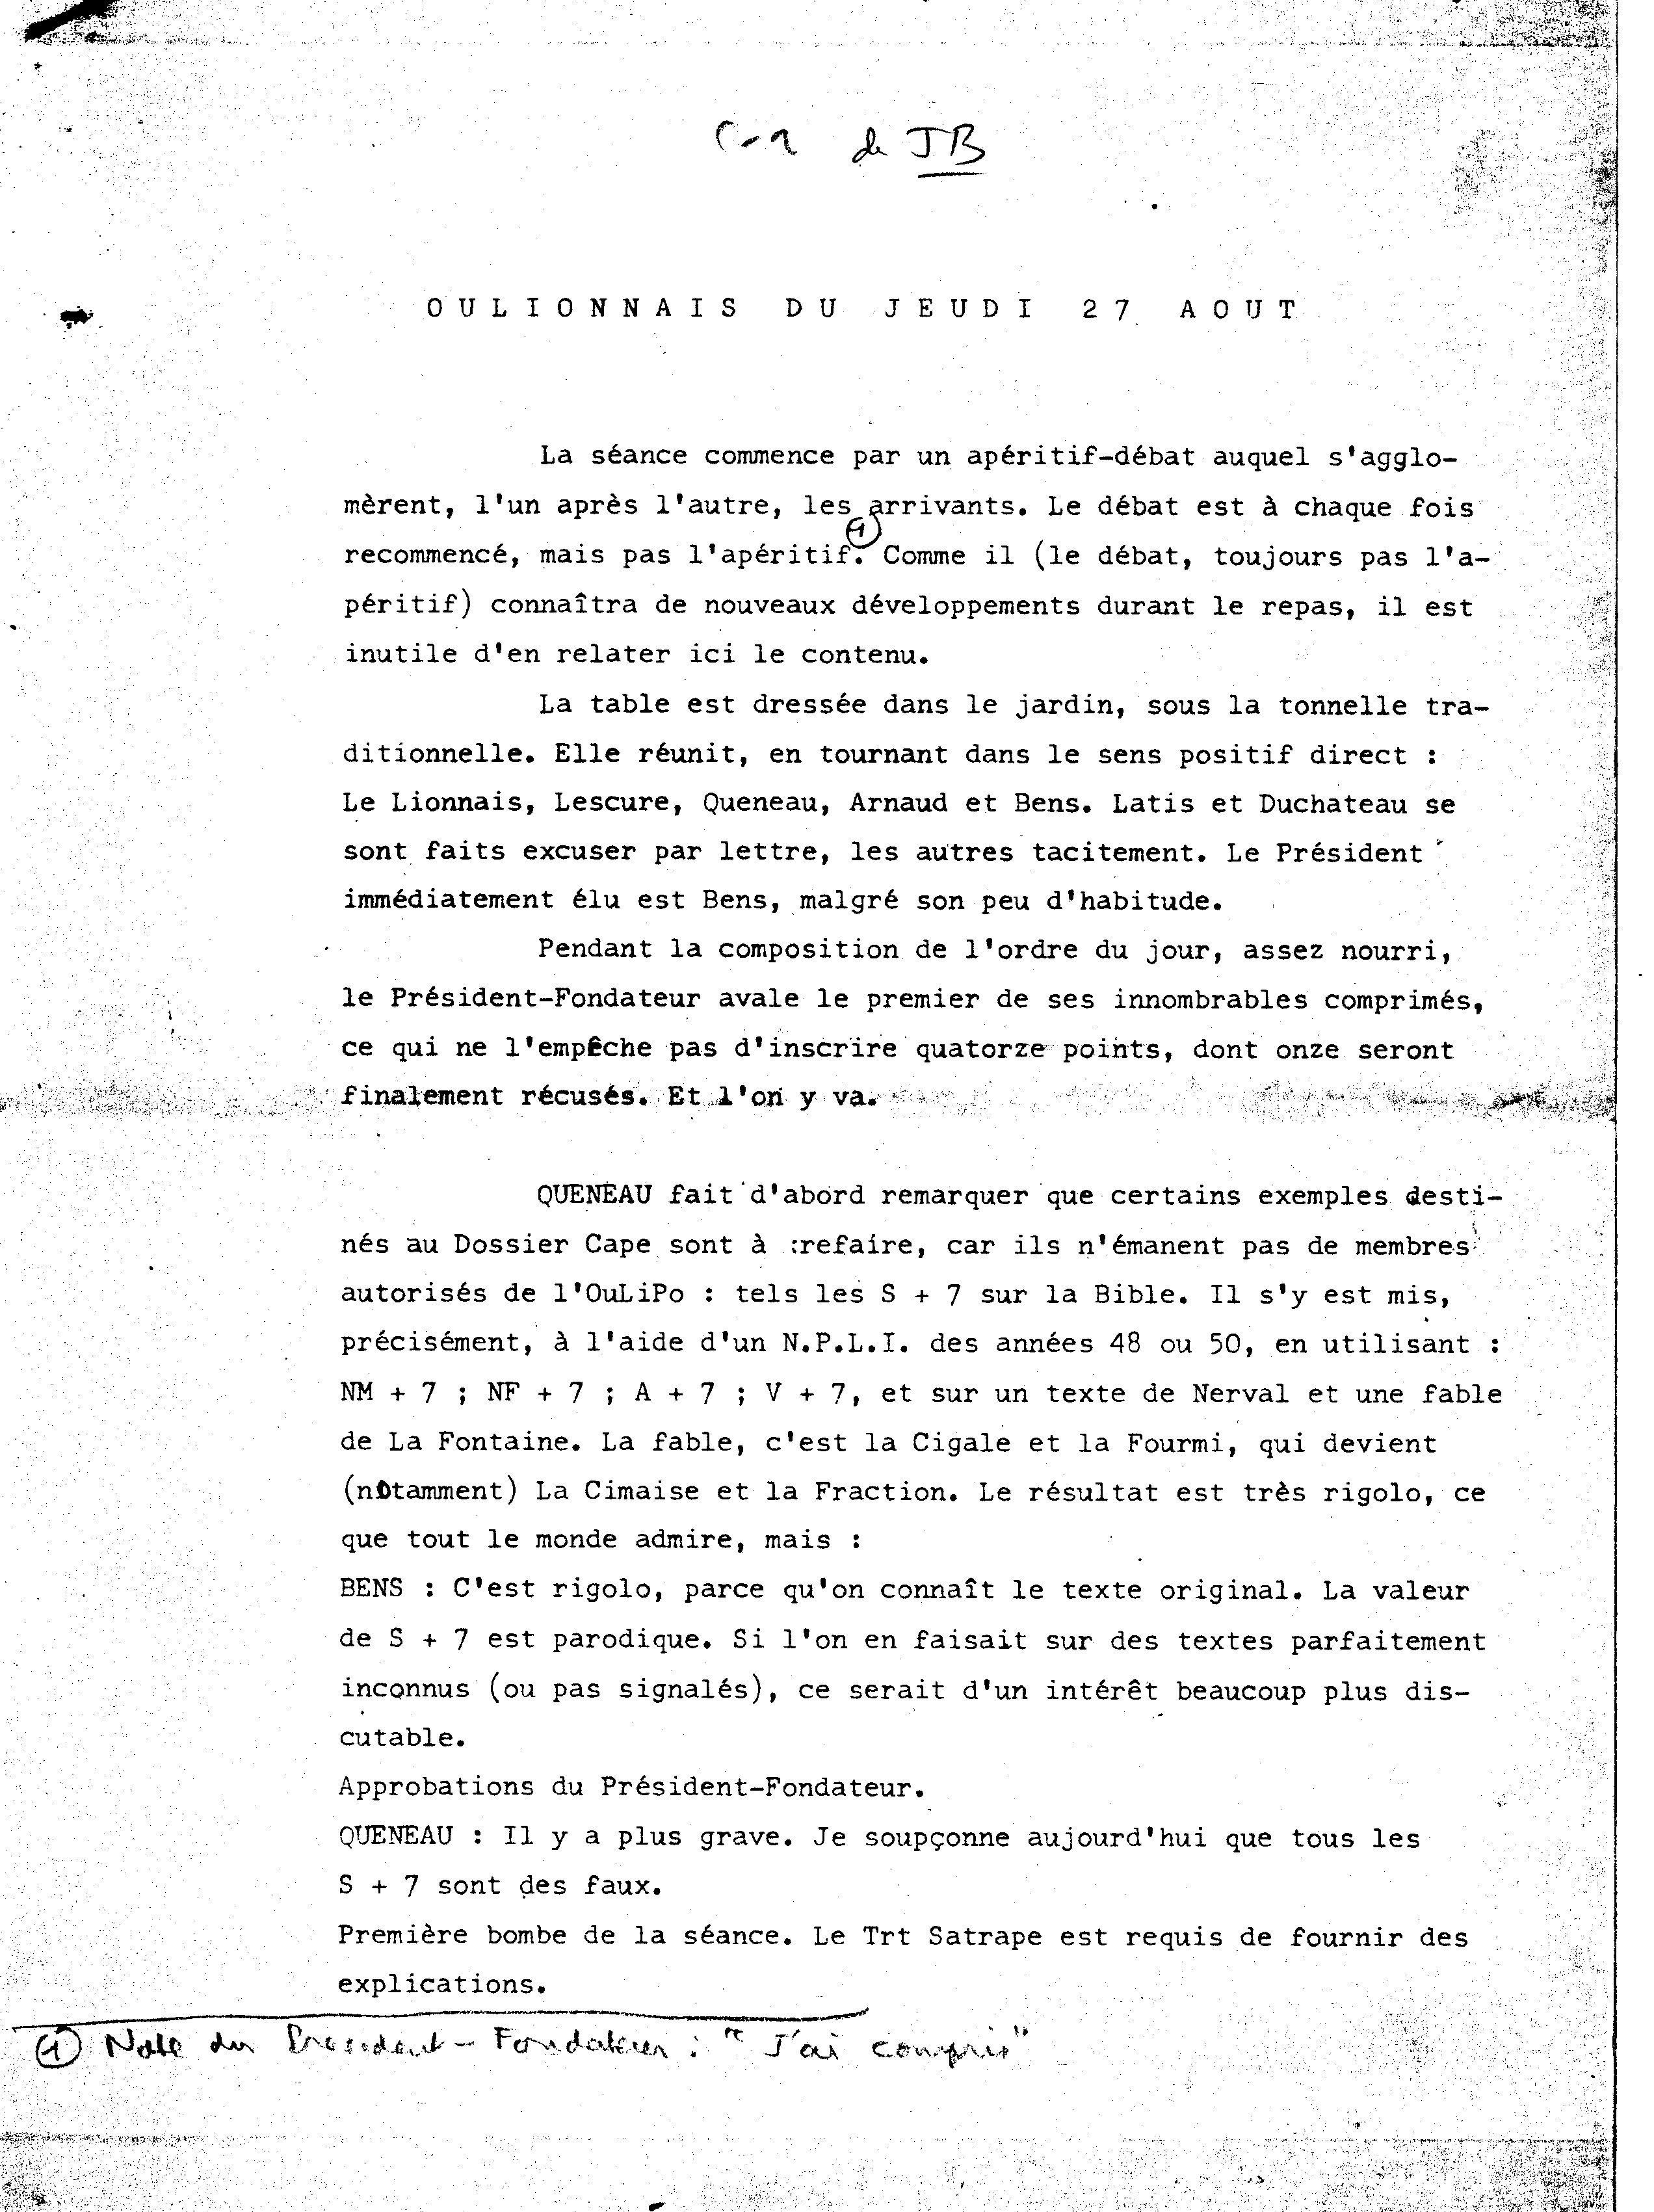 de JB
OULIONNAIS DU JEUDI 27 AOUT
La séance commence par un apéritif-débat auquel s'agglo-
mèrent, l'un après l'autre, les arrivants. Le débat est à chaque fois
recommencé, mais pas l'apéritif. (1) Comme il (le débat, toujours pas l'a-
péritif) connaîtra de nouveaux développements durant le repas, il est
inutile d'en relater ici le contenu.
La table est dressée dans le jardin, sous la tonnelle tra-
ditionnelle. Elle réunit, en tournant dans le sens positif direct :
Le Lionnais, Lescure, Queneau, Arnaud et Bens. Latis et Duchateau se
sont faits excuser par lettre, les autres tacitement. Le Président
immédiatement élu est Bens, malgré son peu d'habitude.
Pendant la composition de l'ordre du jour, assez nourri,
le Président-Fondateur avale le premier de ses innombrables comprimés,
ce qui ne l'empêche pas d'inscrire quatorze points, dont onze seront
finalement récusés. Et l'on y va.
QUENEAU fait d'abord remarquer que certains exemples desti-
nés au Dossier Cape sont à refaire, car ils n'émanent pas de membres
autorisés de l'OuLiPo : tels les S + 7 sur la Bible. Il s'y est mis,
précisément, à l'aide d'un N.P.L.I. des années 48 ou 50, en utilisant :
NM + 7 ; NF + 7 ; A + 7 ; V + 7, et sur un texte de Nerval et une fable
de La Fontaine. La fable, c'est la Cigale et la Fourmi, qui devient
(notamment) La Cimaise et la Fraction. Le résultat est très rigolo, ce
que tout le monde admire, mais :
BENS : C'est rigolo, parce qu'on connaît le texte original. La valeur
de S + 7 est parodique. Si l'on en faisait sur des textes parfaitement
inconnus (ou pas signalés), ce serait d'un intérêt beaucoup plus dis-
cutable.
Approbations du Président-Fondateur.
QUENEAU : Il y a plus grave. Je soupçonne aujourd'hui que tous les
S + 7 sont des faux.
Première bombe de la séance. Le Trt Satrape est requis de fournir des
explications.
(1) Note du Président-Fondateur : "J'ai compris"